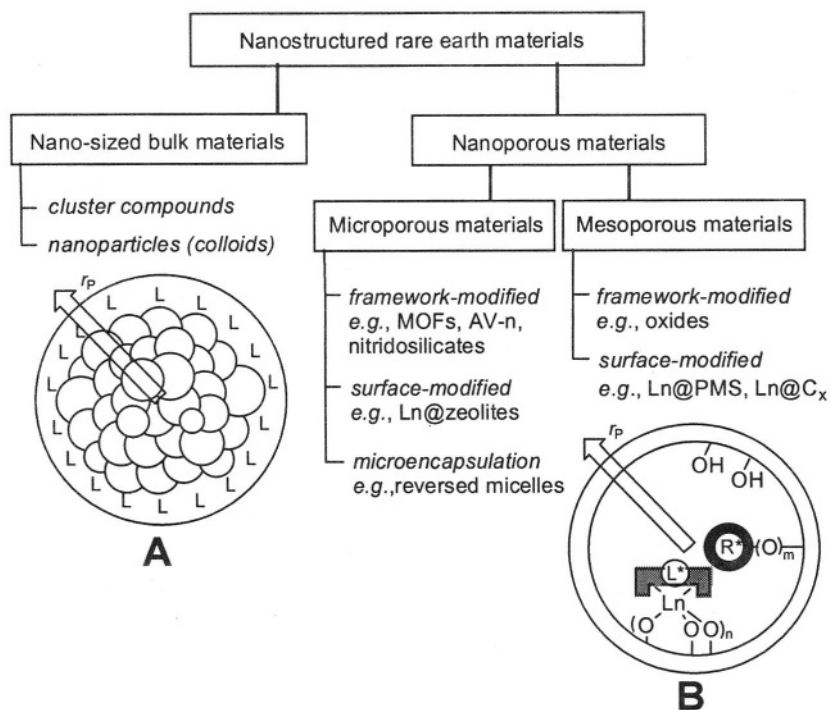 Nanostructured rare earth materials
Nano-sized bulk materials
cluster compounds
nanoparticles (colloids)
Nanoporous materials
Microporous materials
framework-modified
e.g., MOFs, AV-n,
nitridosilicates
surface-modified
e.g., Ln@zeolites
microencapsulation
e.g.,reversed micelles
Mesoporous materials
framework-modified
e.g., oxides
surface-modified
e.g., Ln@PMS, Ln@Cx
rP
L L L L L L L L L L L L L L L L L L L L L
A
rP
OH
OH
R*-(O)m
L*
Ln
(O O O)n
B